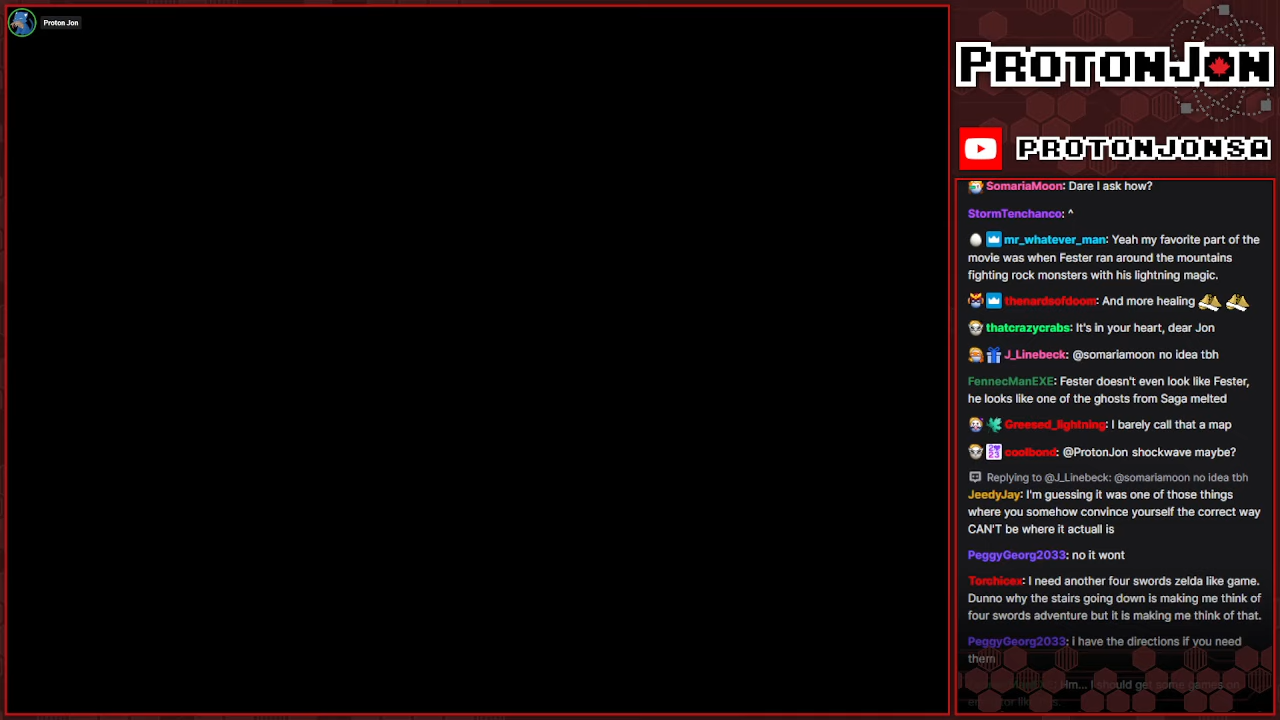 Proton Jon
PROTONJON
PROTONJONSA
SomariaMoon: Dare I ask how?
StormTenchanco: ^
mr_whatever_man: Yeah my favorite part of the
movie was when Fester ran around the mountains
fighting rock monsters with his lightning magic.
thenardsofdoom: And more healing
thatcrazycrabs: It's in your heart, dear Jon
J_Linebeck: @somariamoon no idea tbh
FennecManEXE: Fester doesn't even look like Fester,
he looks like one of the ghosts from Saga melted
Greesed_lightning: I barely call that a map
coolbond: @ProtonJon shockwave maybe?
Replying to @J_Linebeck: @somariamoon no idea tbh
JeedyJay: I'm guessing it was one of those things
where you somehow convince yourself the correct way
CAN'T be where it actuall is
PeggyGeorg2033: no it wont
Torchicex: I need another four swords zelda like game.
Dunno why the stairs going down is making me think of
four swords adventure but it is making me think of that.
PeggyGeorg2033: i have the directions if you need
them
Hm... I should get some games on